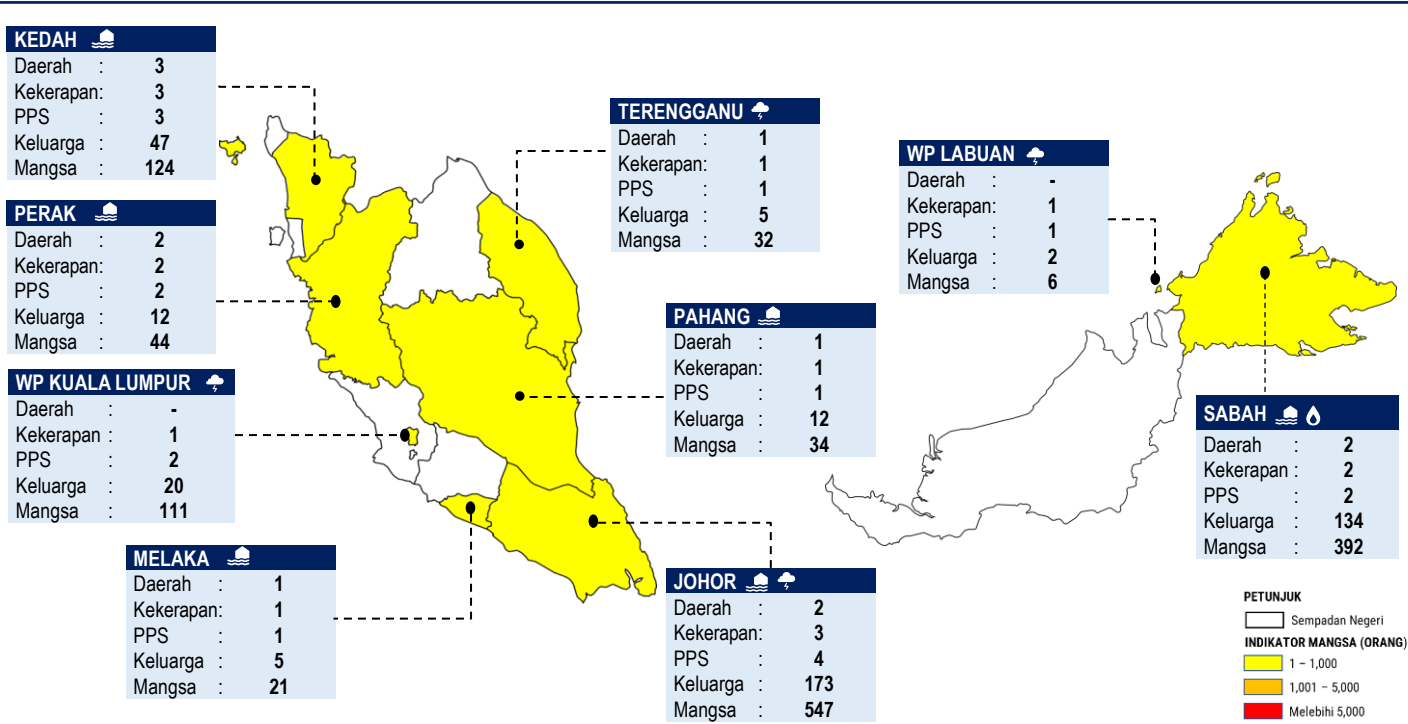 KEDAH
Daerah : 3
Kekerapan: 3
PPS : 3
Keluarga : 47
Mangsa : 124
PERAK
Daerah : 2
Kekerapan: 2
PPS : 2
Keluarga : 12
Mangsa : 44
WP KUALA LUMPUR
Daerah : -
Kekerapan : 1
PPS : 2
Keluarga : 20
Mangsa : 111
MELAKA
Daerah : 1
Kekerapan: 1
PPS : 1
Keluarga : 5
Mangsa : 21
TERENGGANU
Daerah : 1
Kekerapan: 1
PPS : 1
Keluarga : 5
Mangsa : 32
PAHANG
Daerah : 1
Kekerapan: 1
PPS : 1
Keluarga : 12
Mangsa : 34
JOHOR
Daerah : 2
Kekerapan: 3
PPS : 4
Keluarga : 173
Mangsa : 547
WP LABUAN
Daerah : -
Kekerapan: 1
PPS : 1
Keluarga : 2
Mangsa : 6
SABAH
Daerah : 2
Kekerapan : 2
PPS : 2
Keluarga : 134
Mangsa : 392
PETUNJUK
Sempadan Negeri
INDIKATOR MANGSA (ORANG)
1 – 1,000
1,001 – 5,000
Melebihi 5,000